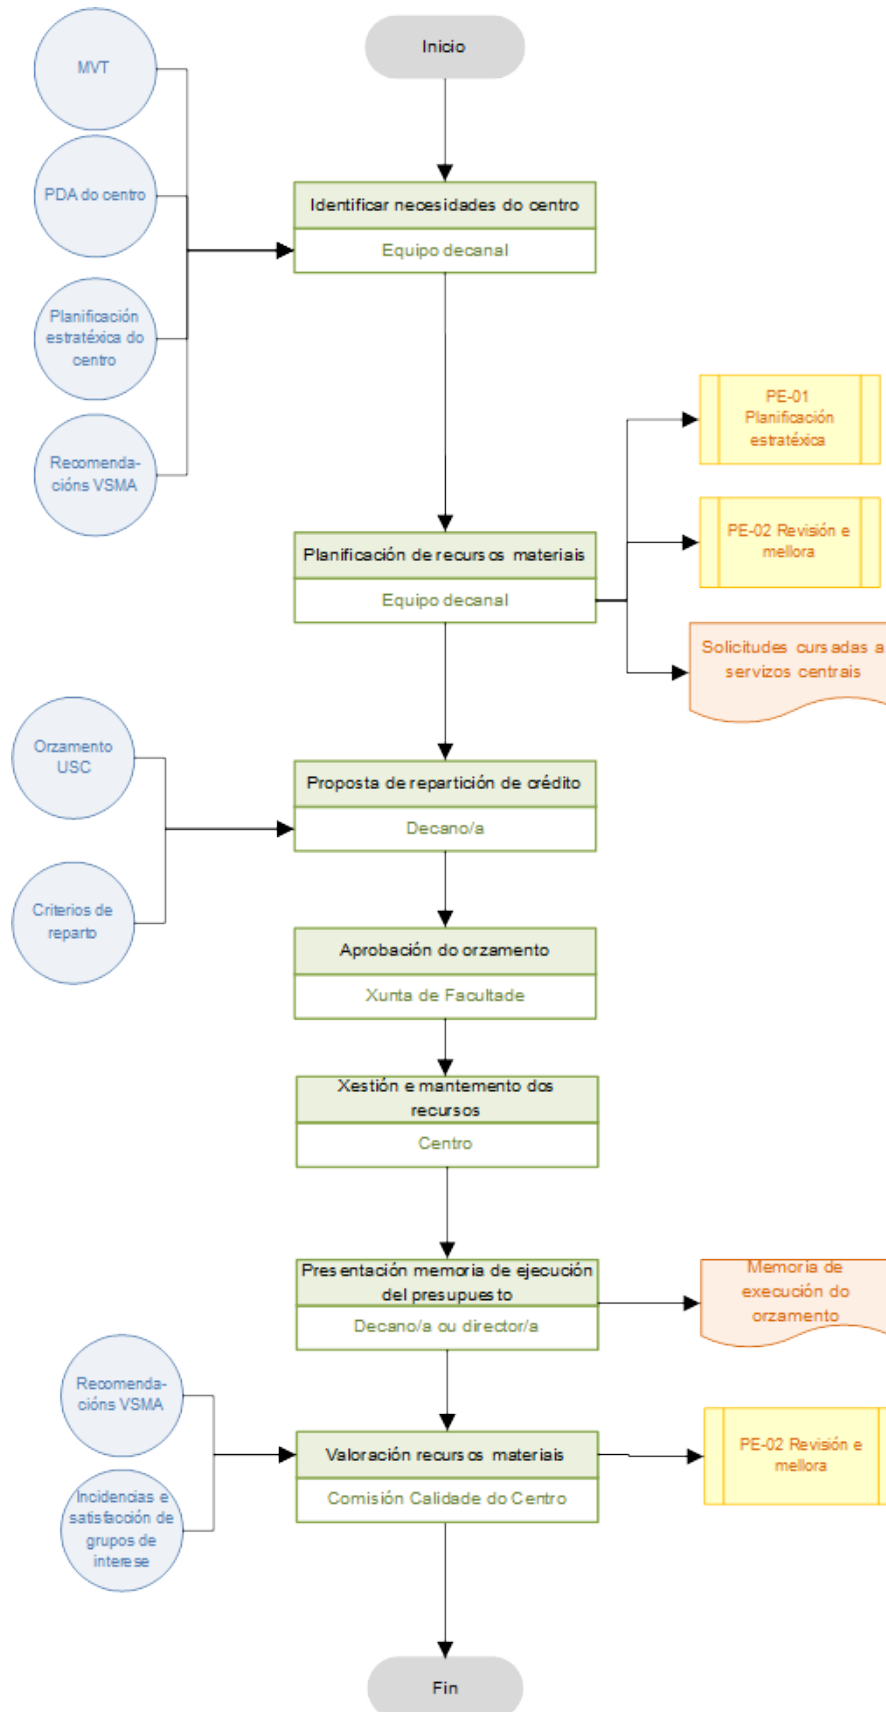 Inicio
MVT
PDA do centro
Planificación
estratéxica do
centro
Recomenda-
cións VSMA
Identificar necesidades do centro
Equipo decanal
PE-01
Planificación
estratéxica
PE-02 Revisión e
mellora
Solicitudes cursadas a
servizos centrais
Planificación de recursos materiais
Equipo decanal
Orzamento
USC
Criterios de
reparto
Proposta de repartición de crédito
Decano/a
Aprobación do orzamento
Xunta de Facultade
Xestión e mantemento dos
recursos
Centro
Presentación memoria de ejecución
del presupuesto
Decano/a ou director/a
Memoria de
execución do
orzamento
Recomenda-
cións VSMA
Incidencias e
satisfacción de
grupos de
interese
Valoración recursos materiais
Comisión Calidade do Centro
PE-02 Revisión e
mellora
Fin